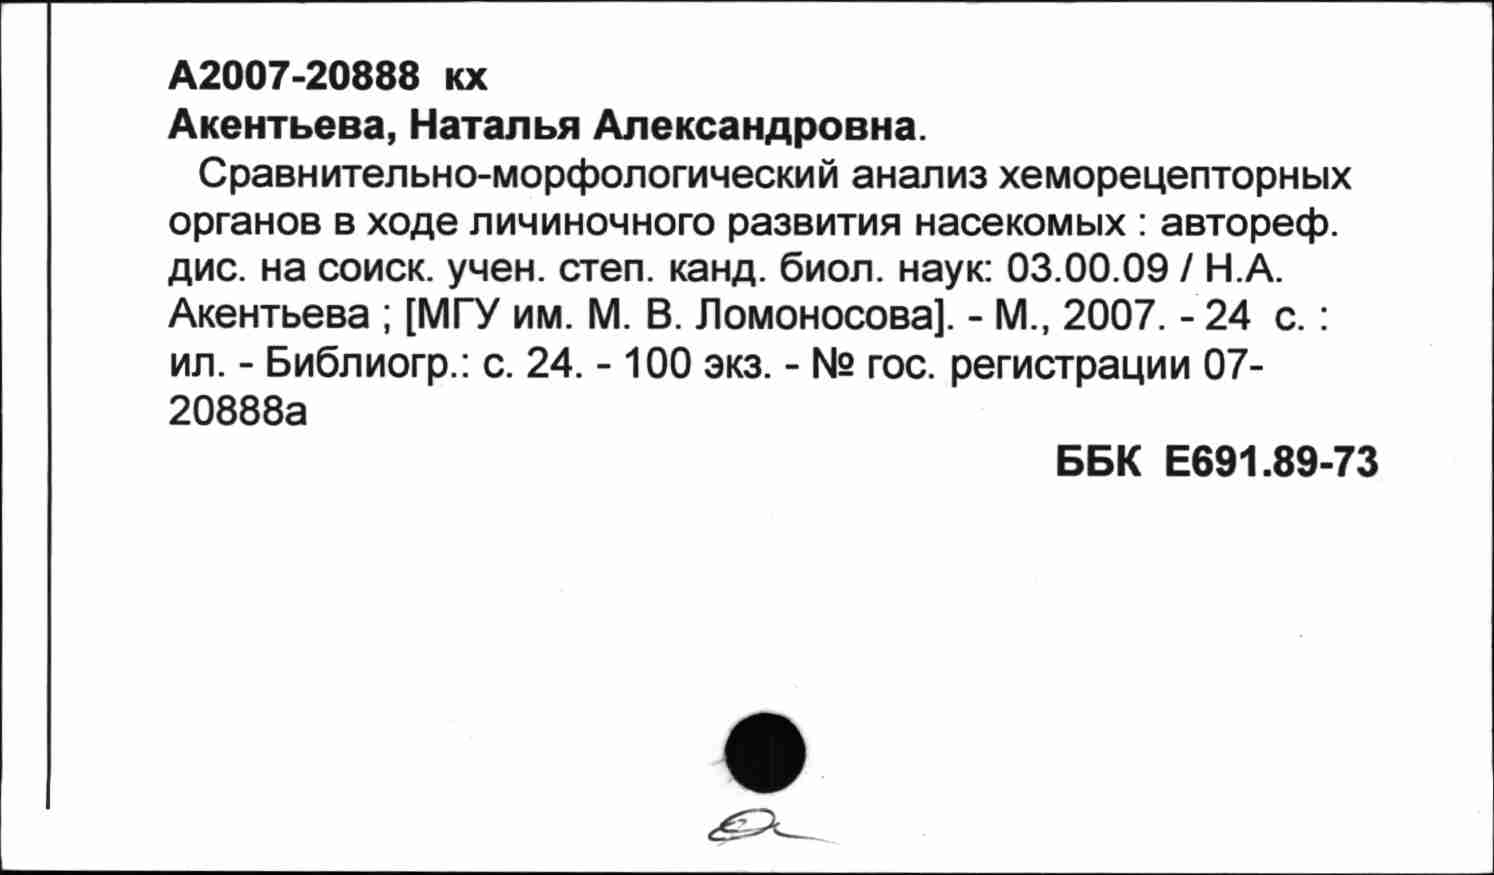 А2007-20888 кх
Акентьева, Наталья Александровна.
Сравнительно-морфологический анализ хеморецепторных
органов в ходе личиночного развития насекомых : автореф.
дис. на соиск. учен. степ. канд. биол. наук: 03.00.09 / Н.А.
Акентьева ; [МГУ им. М. В. Ломоносова]. - М., 2007. - 24 с. :
ил. - Библиогр.: с. 24. - 100 экз. - № гос. регистрации 07-
20888а
ББК Е691.89-73